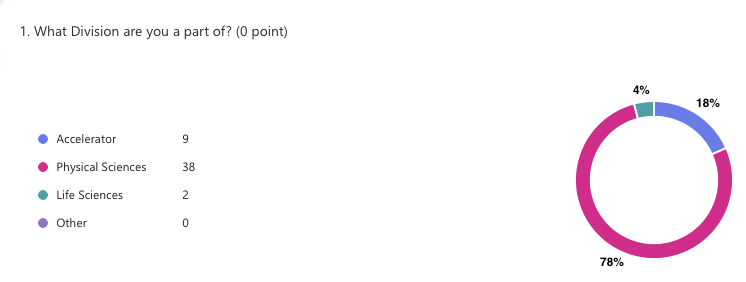 1. What Division are you a part of? (0 point)
4%
18%
Accelerator 9
Physical Sciences 38
Life Sciences 2
Other 0
78%